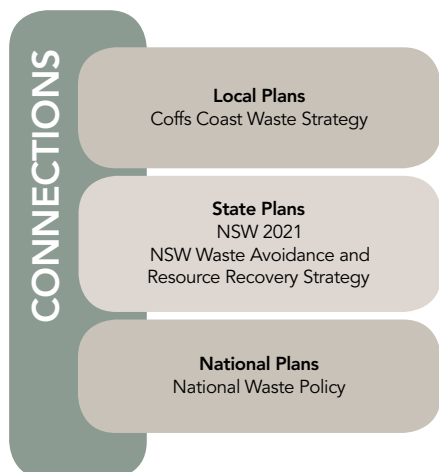 CONNECTIONS
Local Plans
Coffs Coast Waste Strategy
State Plans
NSW 2021
NSW Waste Avoidance and
Resource Recovery Strategy
National Plans
National Waste Policy